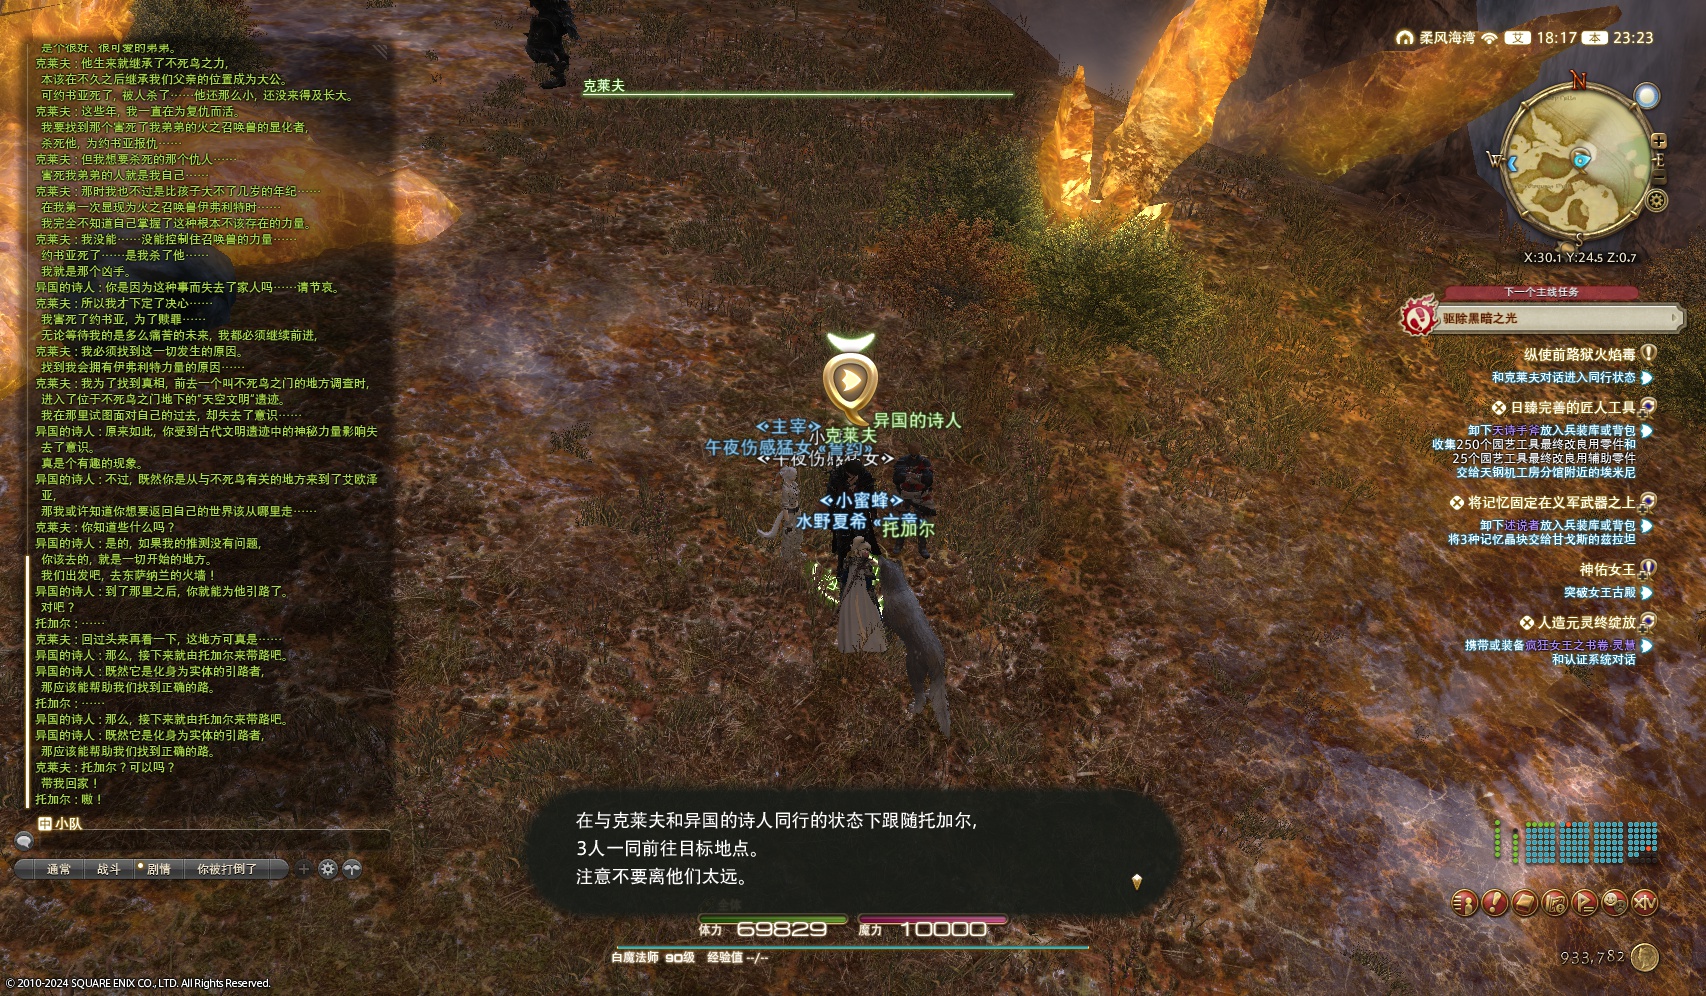 是个很好、很可爱的弟弟。
克莱夫：他生来就继承了不死鸟之力，
本该在不久之后继承我们父亲的位置成为大公。
可约书亚死了，被人杀了……他还那么小，还没来得及长大。
克莱夫：这些年，我一直在为复仇而活。
我要找到那个害死了我弟弟的火之召唤兽的显化者，
杀死他，为约书亚报仇……
克莱夫：但我想要杀死的那个仇人……
害死我弟弟的人就是我自己……
克莱夫：那时我也不过是比孩子大不了几岁的年纪……
在我第一次显现为火之召唤兽伊弗利特时……
我完全不知道自己掌握了这种根本不该存在的力量。
克莱夫：我没能……没能控制住召唤兽的力量……
约书亚死了……是我杀了他……
我就是那个凶手。
异国的诗人：你是因为这种事而失去了家人吗……请节哀。
克莱夫：所以我才下定了决心……
我害死了约书亚，为了赎罪……
无论等待我的是多么痛苦的未来，我都必须继续前进，
克莱夫：我必须找到这一切发生的原因。
找到我会拥有伊弗利特力量的原因……
克莱夫：我为了找到真相，前去一个叫不死鸟之门的地方调查时，
进入了位于不死鸟之门地下的“天空文明”遗迹。
我在那里试图面对自己的过去，却失去了意识……
异国的诗人：原来如此，你受到古代文明遗迹中的神秘力量影响失
去了意识。
真是个有趣的现象。
异国的诗人：不过，既然你是从与不死鸟有关的地方来到了艾欧泽
亚，
那我或许知道你想要返回自己的世界该从哪里走……
克莱夫：你知道些什么吗？
异国的诗人：是的，如果我的推测没有问题，
你该去的，就是一切开始的地方。
我们出发吧，去东萨纳兰的火墙！
异国的诗人：到了那里之后，你就能为他引路了。
对吧？
托加尔：……
克莱夫：回过头来再看一下，这地方可真是……
异国的诗人：那么，接下来就由托加尔来带路吧。
异国的诗人：既然它是化身为实体的引路者，
那应该能帮助我们找到正确的路。
托加尔：……
异国的诗人：那么，接下来就由托加尔来带路吧。
异国的诗人：既然它是化身为实体的引路者，
那应该能帮助我们找到正确的路。
克莱夫：托加尔？可以吗？
带我回家！
托加尔：嗷！
小队
通常 战斗 剧情 你被打倒了
© 2010-2024 SQUARE ENIX CO., LTD. All Rights Reserved.
克莱夫
异国的诗人
«主宰»
小克莱夫
午夜伤感猛女
«小蜜蜂»
水野夏希
托加尔
在与克莱夫和异国的诗人同行的状态下跟随托加尔，
3人一同前往目标地点。
注意不要离他们太远。
体力 69829 魔力 10000
白魔法师 90级 经验值 --/--
柔风海湾 艾 18:17 本 23:23
N
W
E
S
X:30.1 Y:24.5 Z:0.7
下一个主线任务
驱除黑暗之光
纵使前路狱火焰毒
和克莱夫对话进入同行状态
日臻完善的匠人工具
卸下天诗手斧放入兵装库或背包
收集250个园艺工具最终改良用零件和
25个园艺工具最终改良用辅助零件
交给天钢机工房分馆附近的埃米尼
将记忆固定在义军武器之上
卸下述说者放入兵装库或背包
将3种记忆晶块交给甘戈斯的兹拉坦
神佑女王
突破女王古殿
人造元灵终绽放
携带或装备疯狂女王之书卷·灵慧
和认证系统对话
XIV
933,782